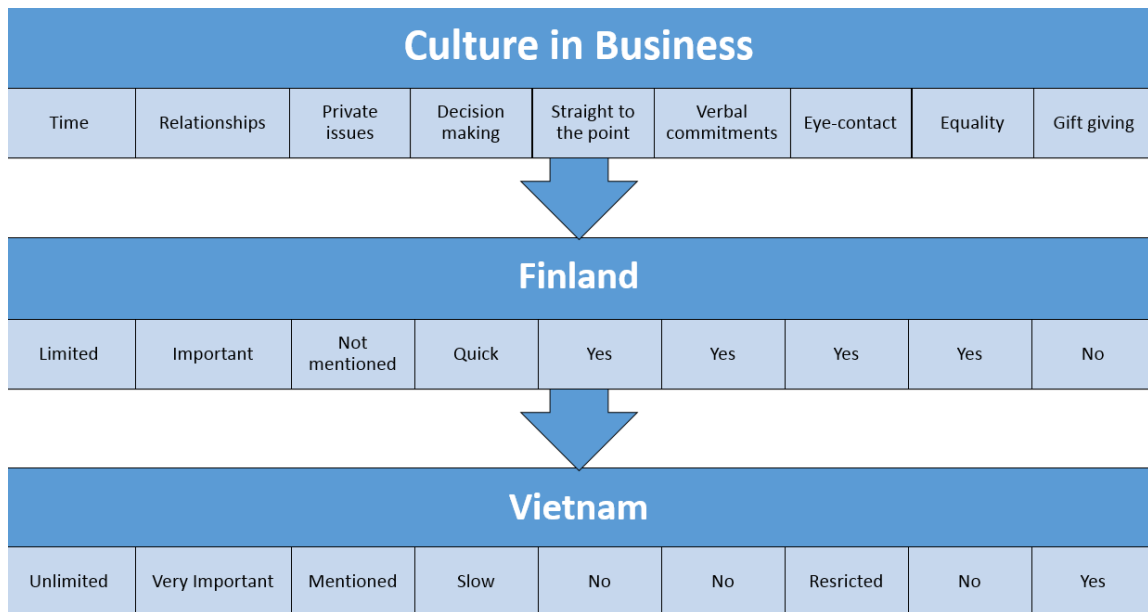 Culture in Business
Time
Relationships
Private
issues
Decision
making
Straight to
the point
Verbal
commitments
Eye-contact
Equality
Gift giving
Finland
Limited
Important
Not
mentioned
Quick
Yes
Yes
Yes
Yes
No
Vietnam
Unlimited
Very Important
Mentioned
Slow
No
No
Resricted
No
Yes